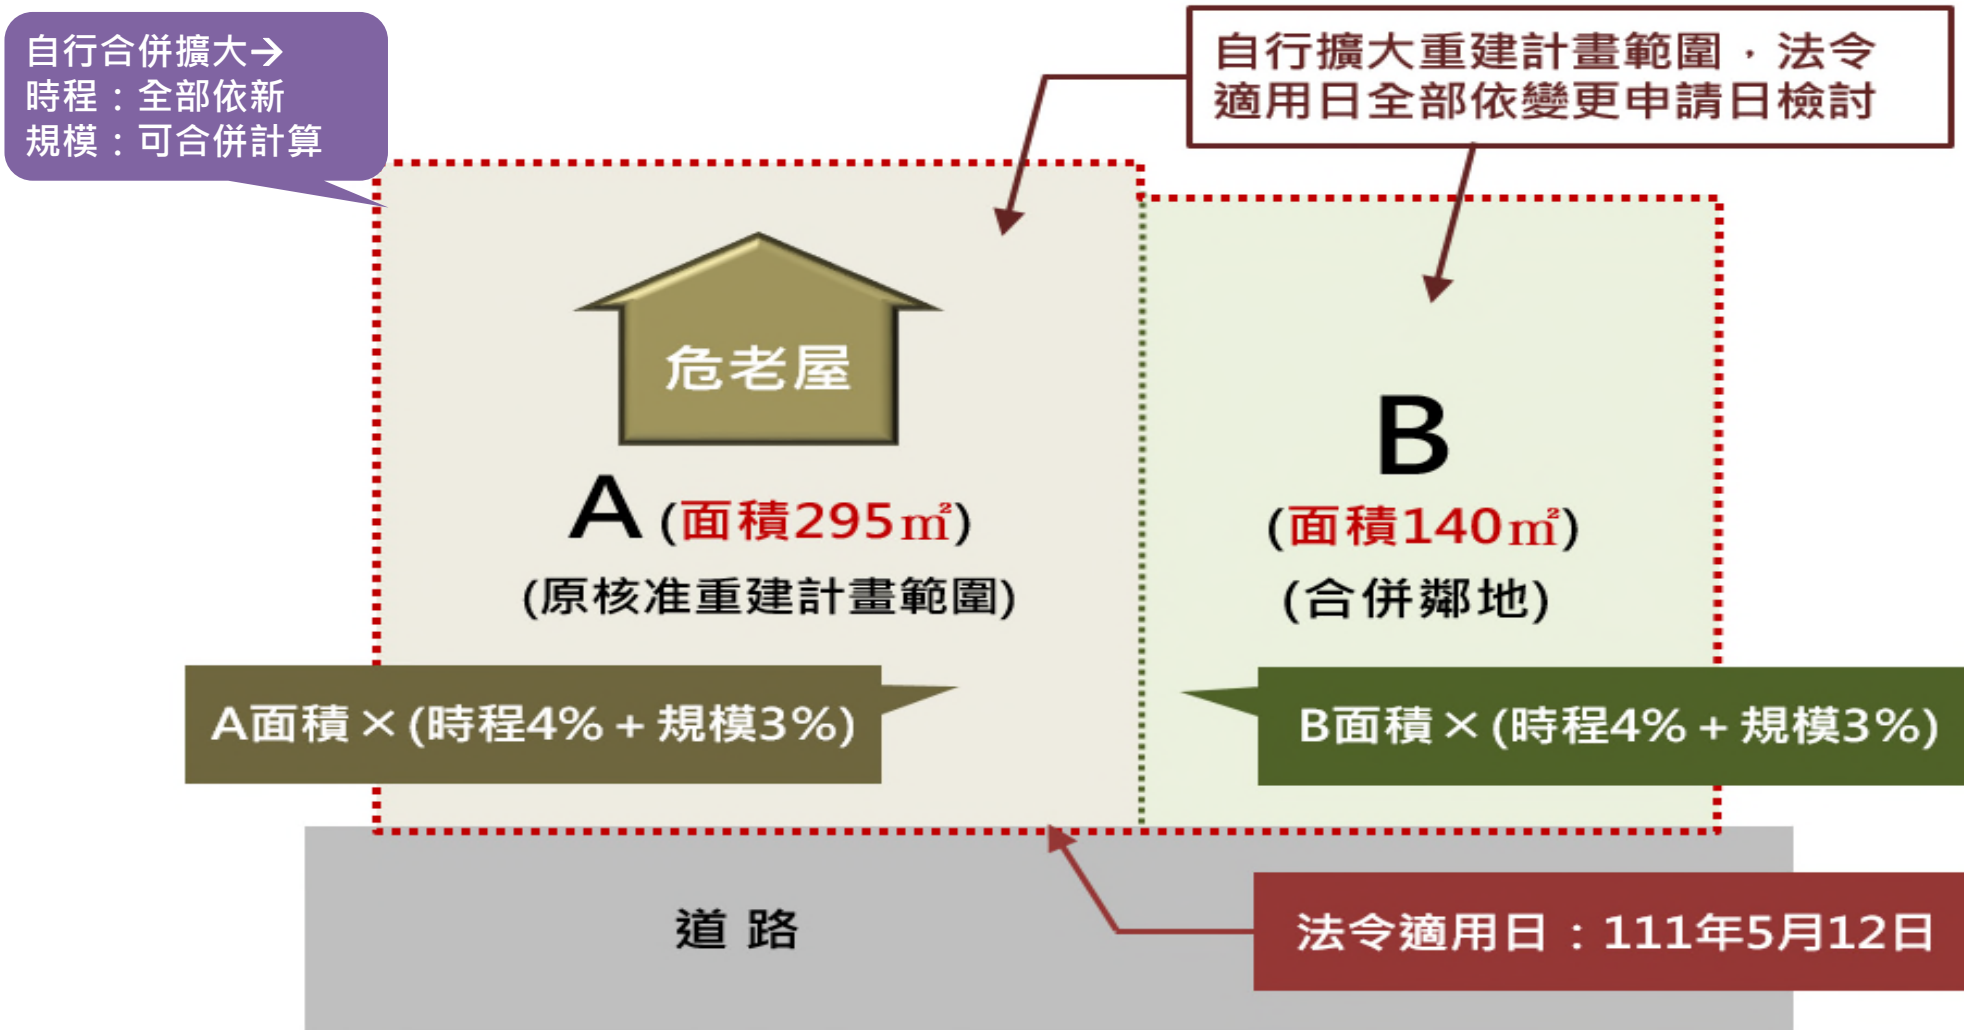 自行合併擴大→
時程：全部依新
規模：可合併計算
自行擴大重建計畫範圍，法令
適用日全部依變更申請日檢討
危老屋
A (面積295㎡)
(原核准重建計畫範圍)
B
(面積140㎡)
(合併鄰地)
A面積×(時程4%+規模3%)
B面積×(時程4%+規模3%)
道路
法令適用日：111年5月12日